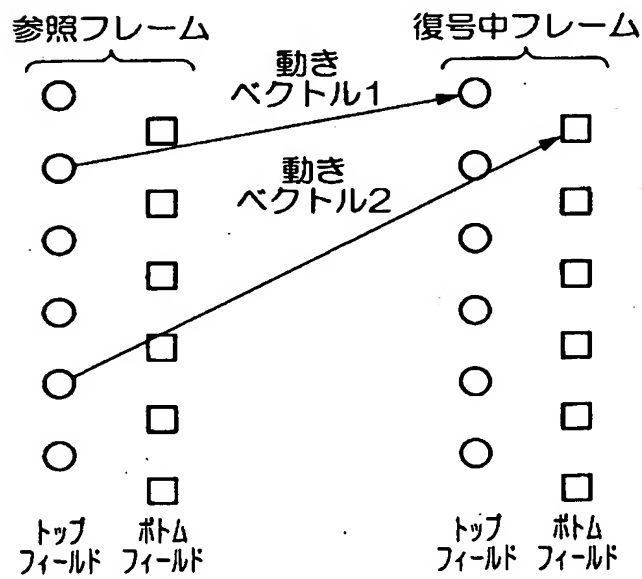 参照フレーム
復号中フレーム
動き
ベクトル1
動き
ベクトル2
トップ
フィールド
ボトム
フィールド
トップ
フィールド
ボトム
フィールド